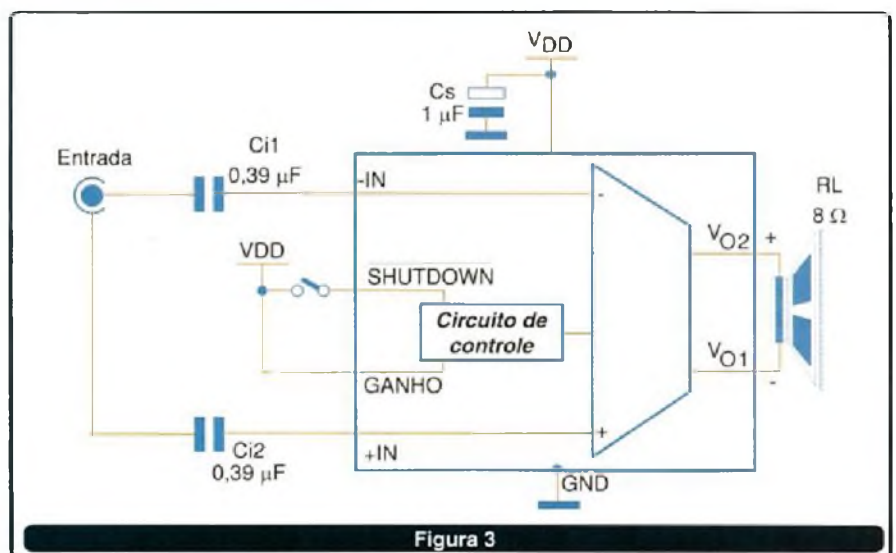 VDD
Cs
1 µF
Entrada
Ci1
0,39 µF
-IN
-
RL
8 Ω
VDD
SHUTDOWN
VO2
+
Circuito de
controle
VO1
-
GANHO
+
Ci2
0,39 µF
+IN
GND
Figura 3